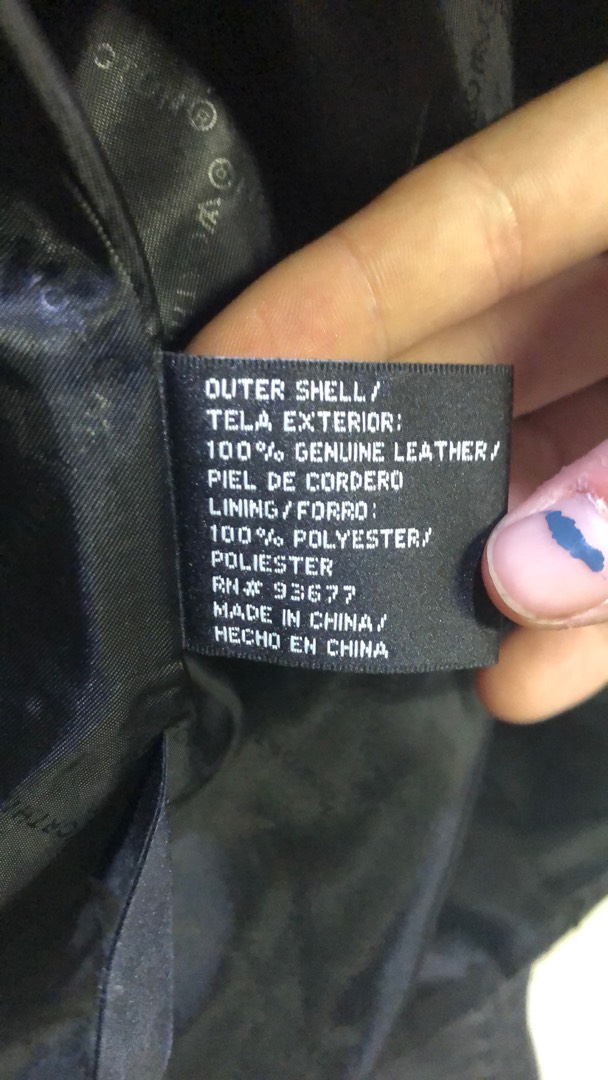 OUTER SHELL/
TELA EXTERIOR:
100% GENUINE LEATHER/
PIEL DE CORDERO
LINING/FORRO:
100% POLYESTER/
POLIESTER
RN# 93677
MADE IN CHINA/
HECHO EN CHINA